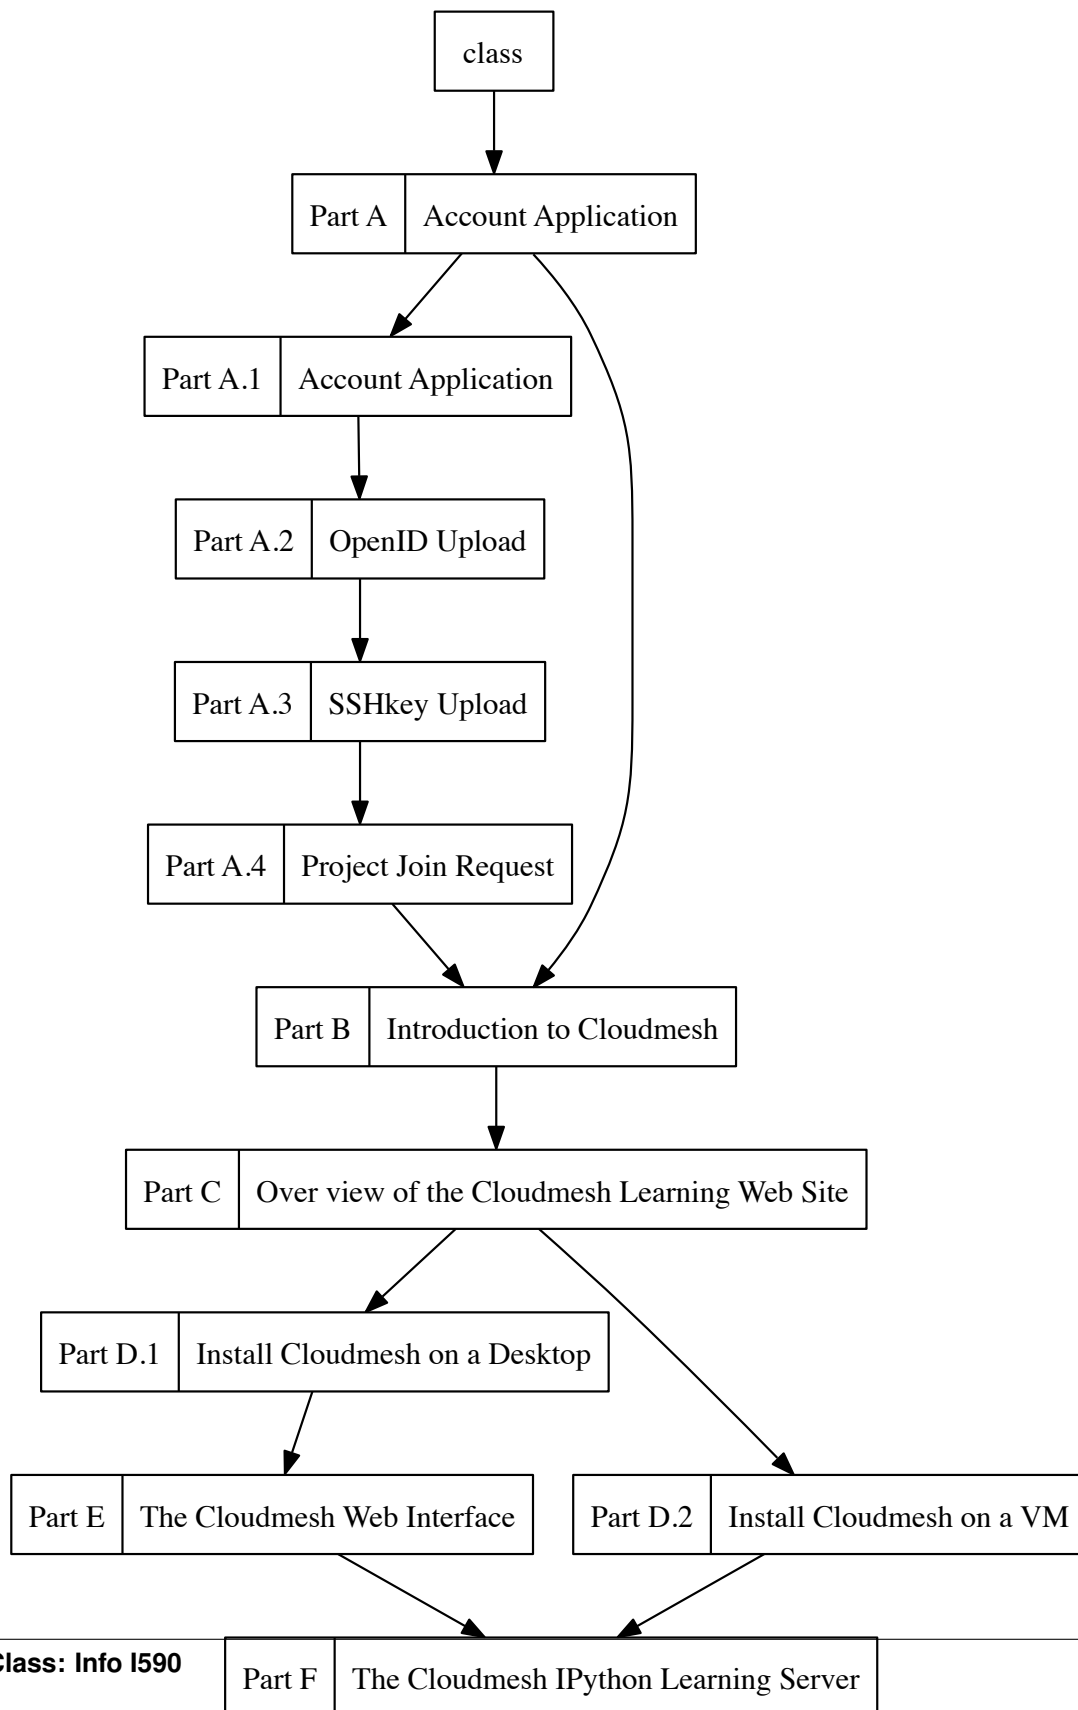 class
Part A Account Application
Part A.1 Account Application
Part A.2 OpenID Upload
Part A.3 SSHkey Upload
Part A.4 Project Join Request
Part B Introduction to Cloudmesh
Part C Over view of the Cloudmesh Learning Web Site
Part D.1 Install Cloudmesh on a Desktop
Part E The Cloudmesh Web Interface
Part D.2 Install Cloudmesh on a VM
Class: Info I590
Part F The Cloudmesh IPython Learning Server